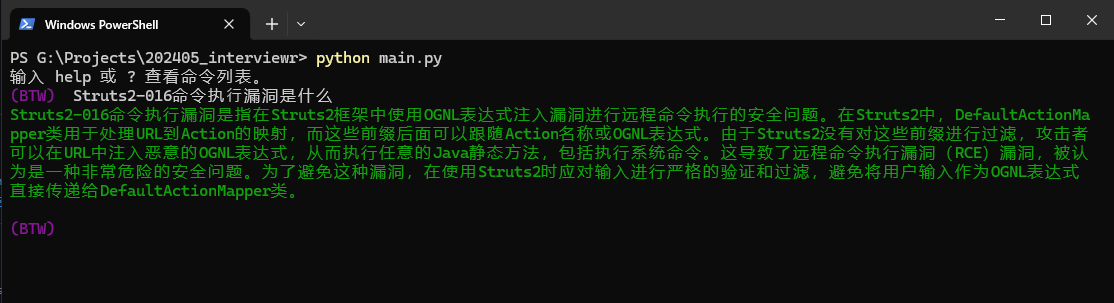 Windows PowerShell
PS G:\Projects\202405_interviewr> python main.py
输入 help 或 ? 查看命令列表。
(BTW)  Struts2-016命令执行漏洞是什么
Struts2-016命令执行漏洞是指在Struts2框架中使用OGNL表达式注入漏洞进行远程命令执行的安全问题。在Struts2中，DefaultActionMa
pper类用于处理URL到Action的映射，而这些前缀后面可以跟随Action名称或OGNL表达式。由于Struts2没有对这些前缀进行过滤，攻击者
可以在URL中注入恶意的OGNL表达式，从而执行任意的Java静态方法，包括执行系统命令。这导致了远程命令执行漏洞（RCE）漏洞，被认
为是一种非常危险的安全问题。为了避免这种漏洞，在使用Struts2时应对输入进行严格的验证和过滤，避免将用户输入作为OGNL表达式
直接传递给DefaultActionMapper类。
(BTW)